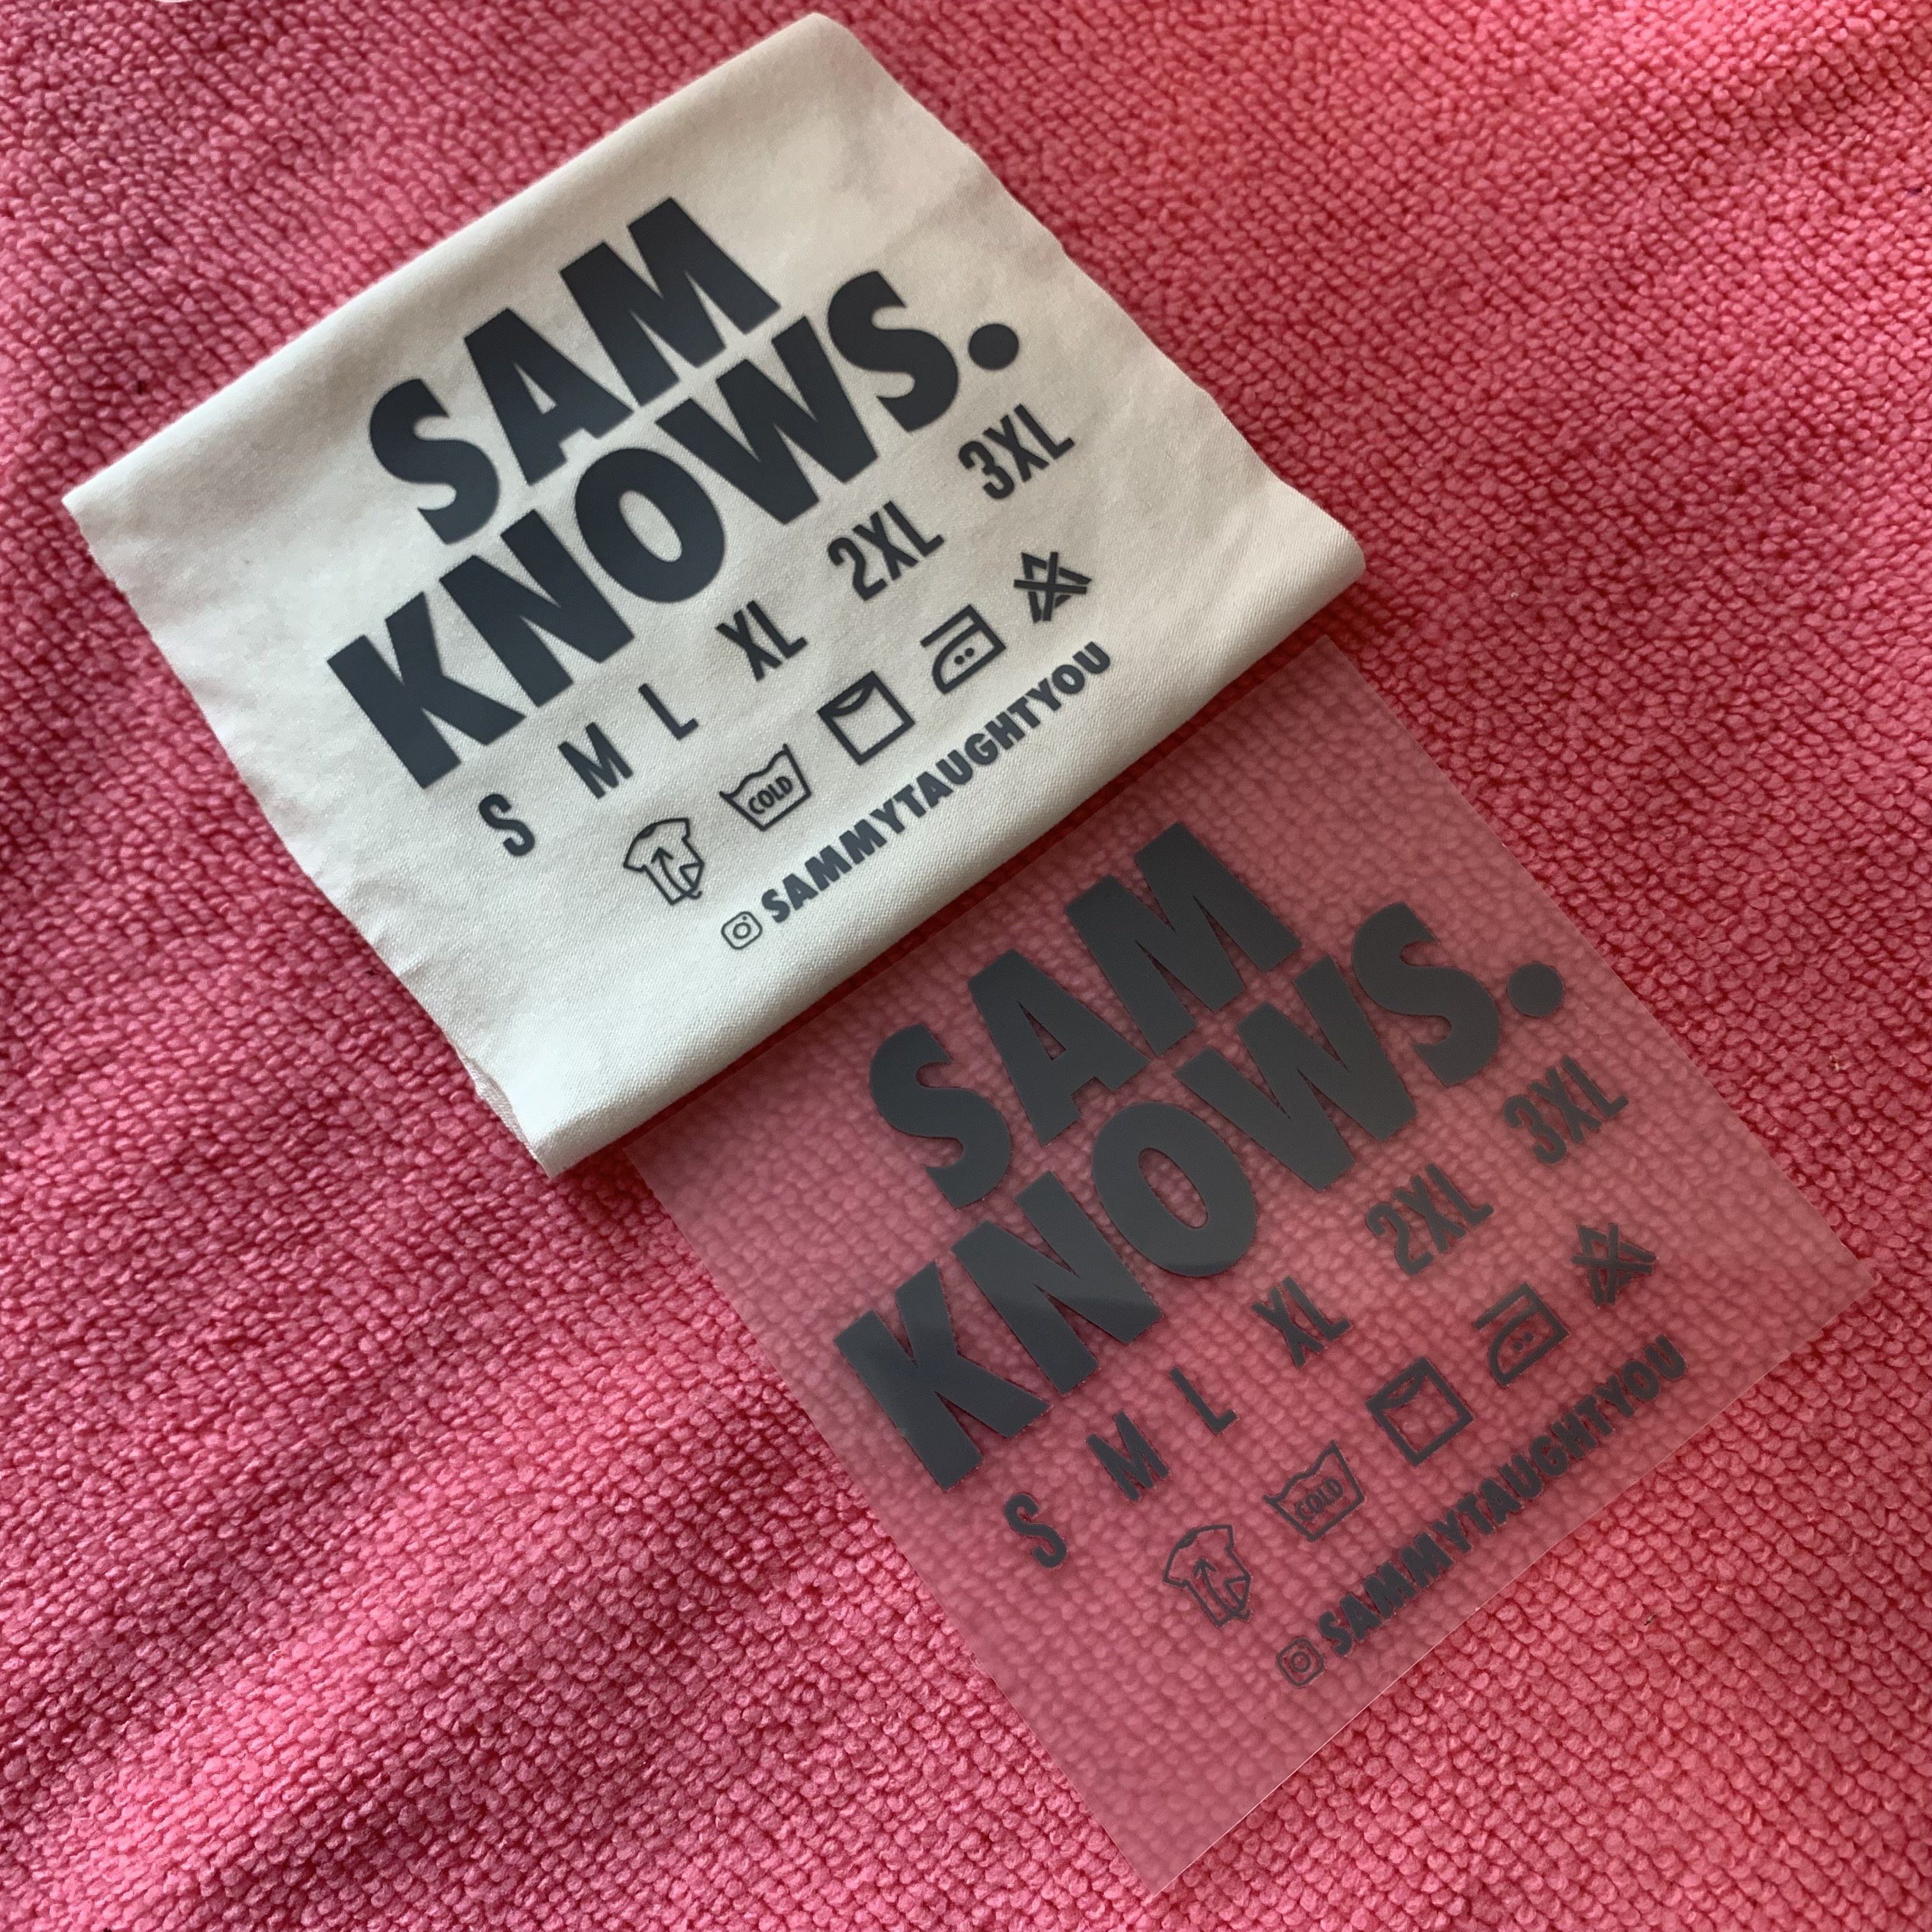 SAM
KNOWS.
S M L XL 2XL 3XL
COLD
SAMMYTAUGHTYOU
SAM
KNOWS.
S M L XL 2XL 3XL
COLD
SAMMYTAUGHTYOU